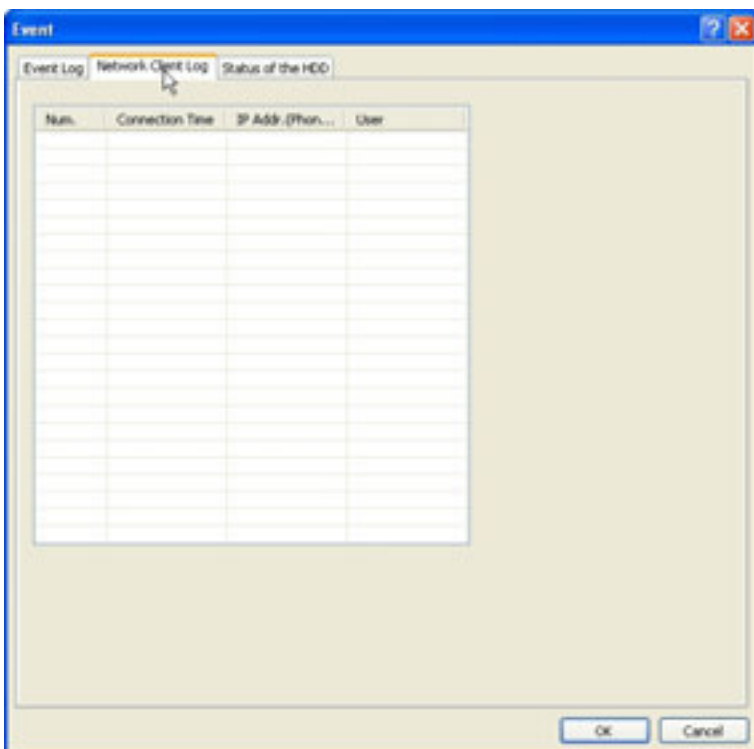 Event
Event Log Network Client Log Status of the HDD
Num. Connection Time IP Addr.(Phon... User
OK Cancel